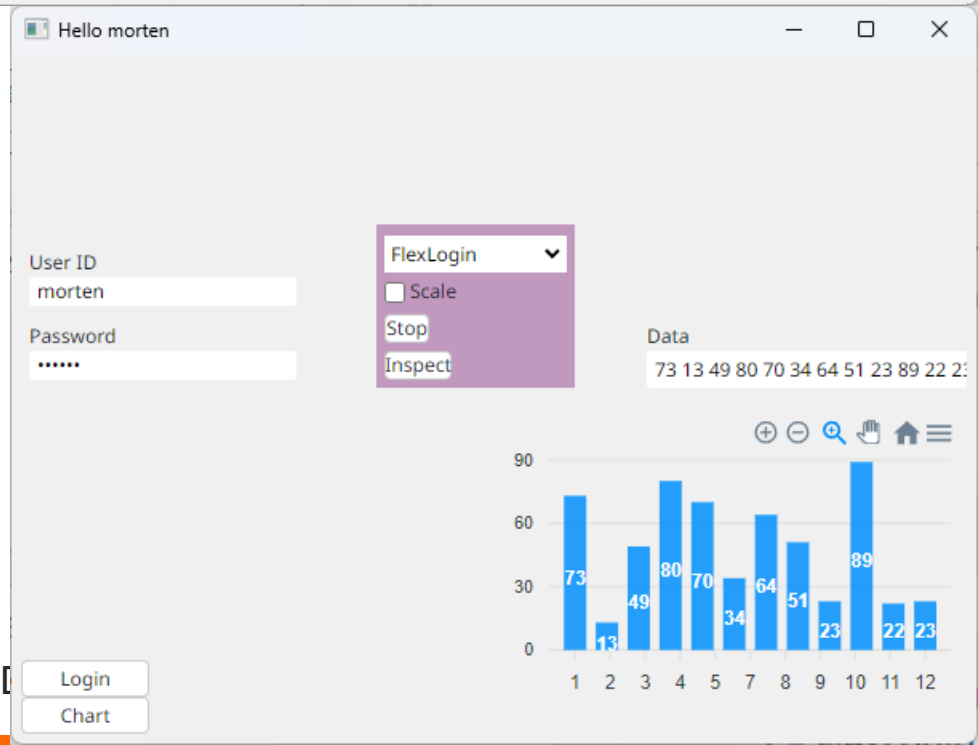 Hello morten
User ID
morten
Password
••••••
FlexLogin
Scale
Stop
Inspect
Data
73 13 49 80 70 34 64 51 23 89 22
90
60
30
0
73
13
49
80
70
34
64
51
23
89
22
23
1 2 3 4 5 7 8 9 10 11 12
Login
Chart